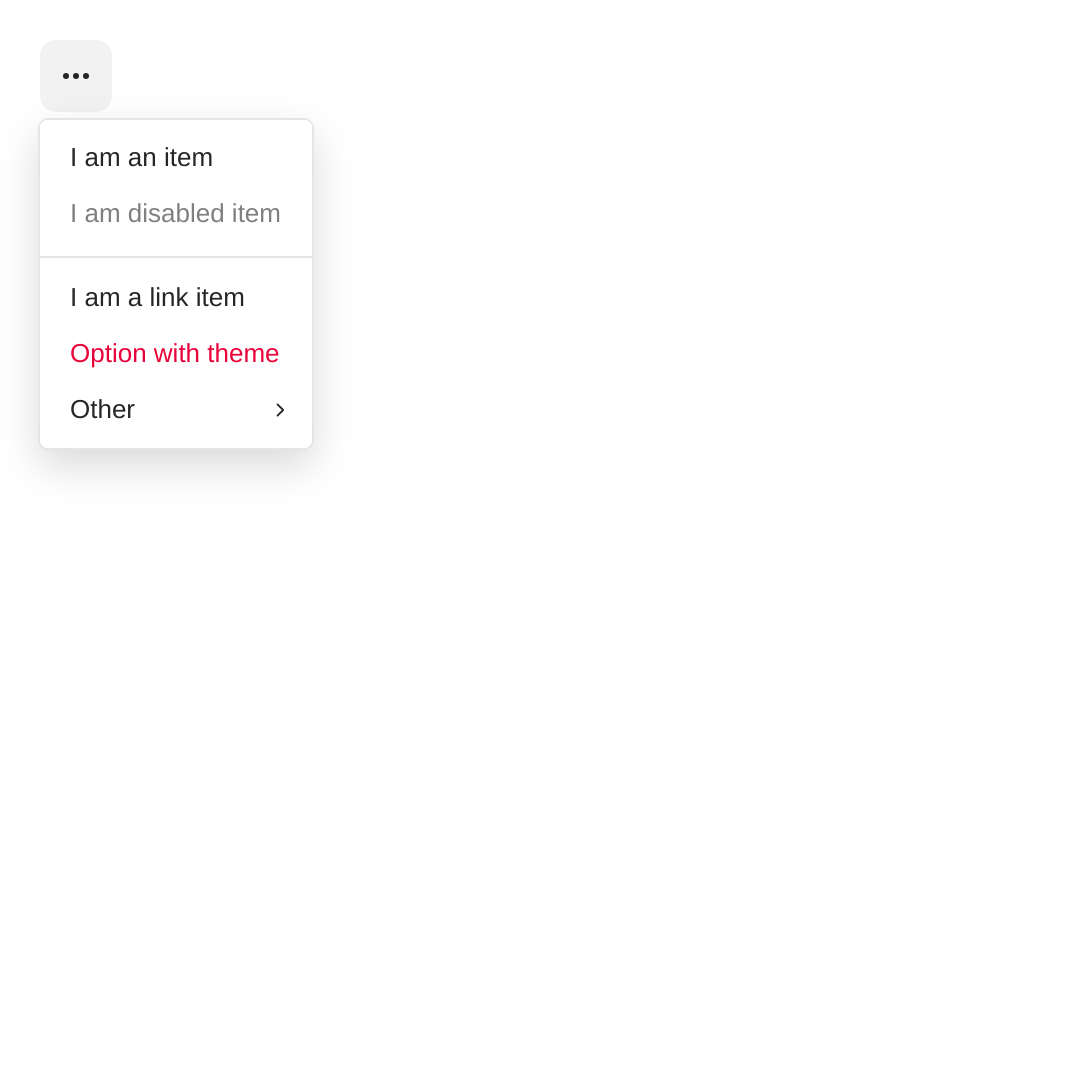 I am an item
I am disabled item
I am a link item
Option with theme
Other